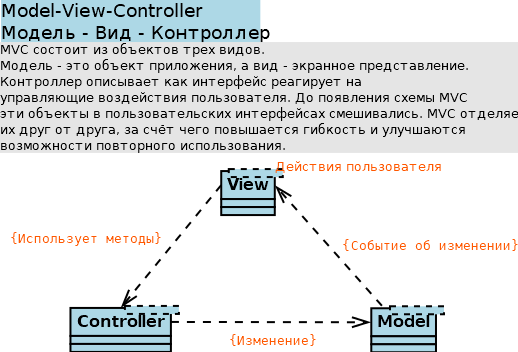 Model-View-Controller
Модель - Вид - Контроллер
MVC состоит из объектов трех видов.
Модель - это объект приложения, а вид - экранное представление.
Контроллер описывает как интерфейс реагирует на
управляющие воздействия пользователя. До появления схемы MVC
эти объекты в пользовательских интерфейсах смешивались. MVC отделяе
их друг от друга, за счёт чего повышается гибкость и улучшаются
возможности повторного использования.
Действия пользователя
View
{Использует методы}
{Событие об изменении}
Controller
Model
{Изменение}